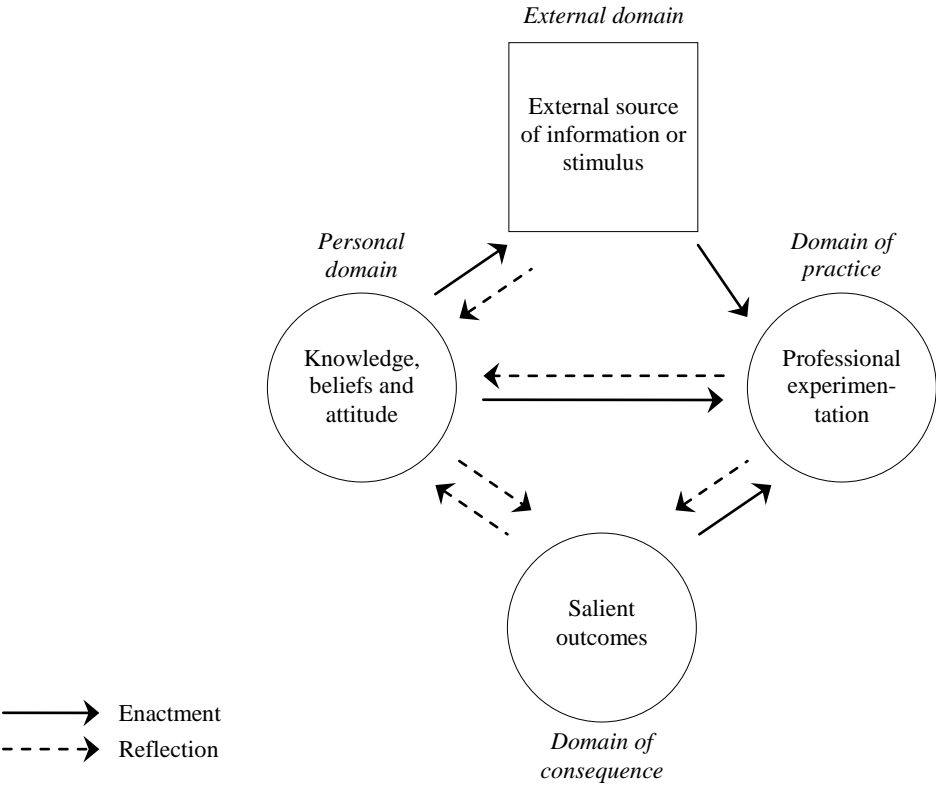 External domain
External source
of information or
stimulus
Personal
domain
Domain of
practice
Knowledge,
beliefs and
attitude
Professional
experimen-
tation
Salient
outcomes
Enactment
Reflection
Domain of
consequence